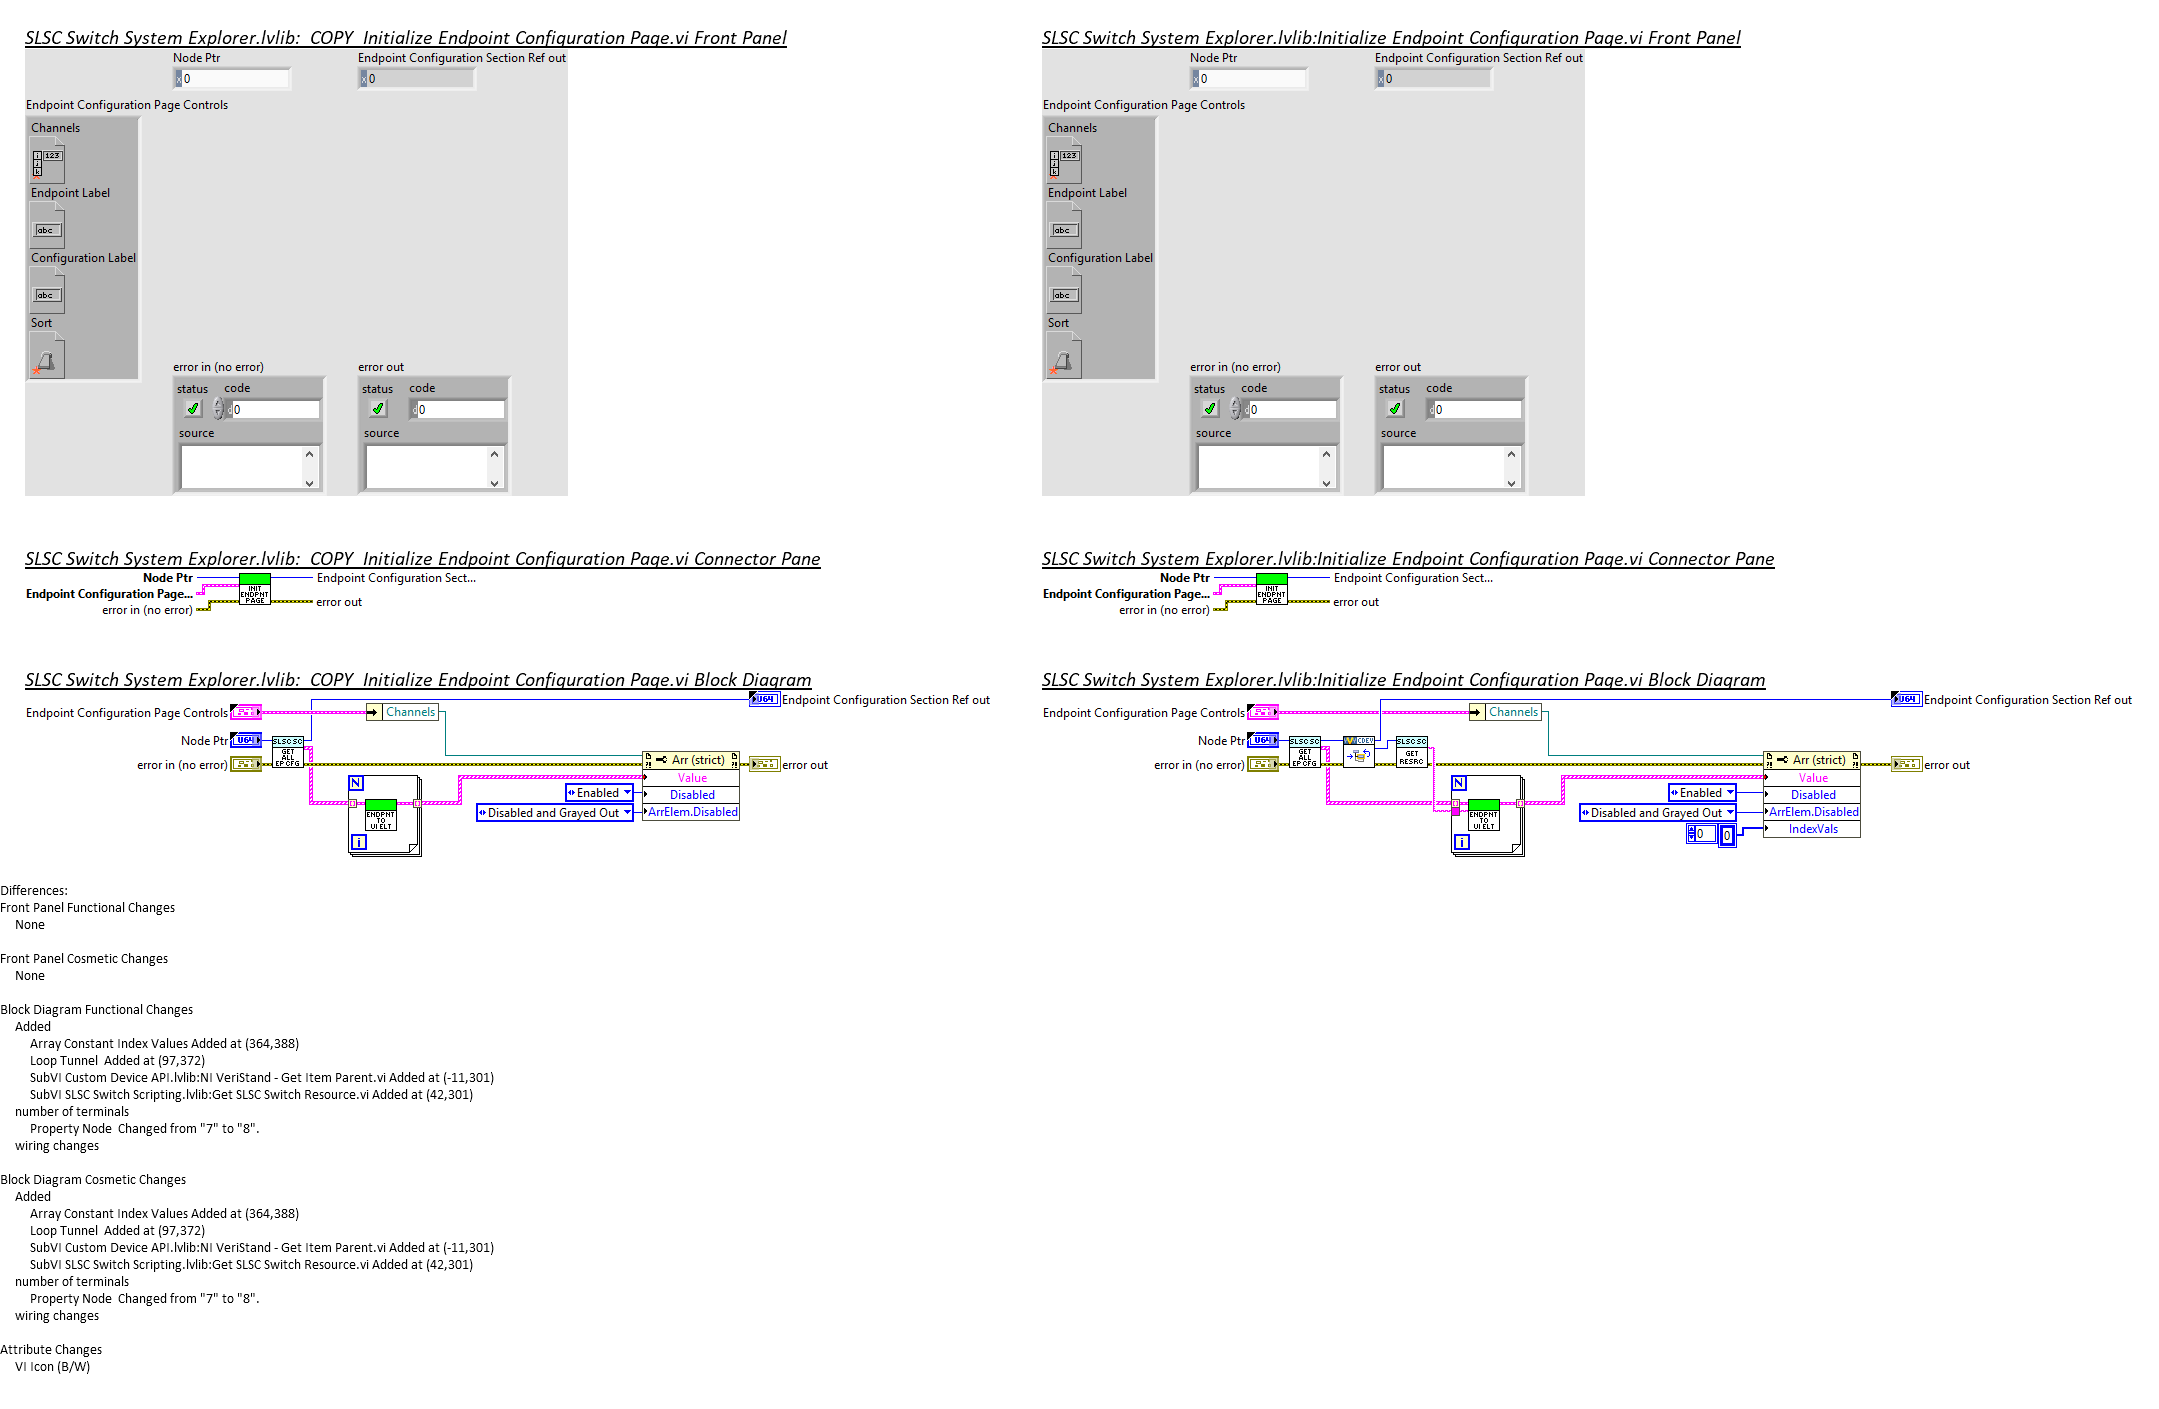 SLSC Switch System Explorer.lvlib:  COPY  Initialize Endpoint Configuration Page.vi Front Panel
Node Ptr
Endpoint Configuration Section Ref out
x 0
x 0
Endpoint Configuration Page Controls
Channels
i 123
j
k
Endpoint Label
abc
Configuration Label
abc
Sort
error in (no error)
error out
status code
status code
d 0
d 0
source
source
SLSC Switch System Explorer.lvlib:Initialize Endpoint Configuration Page.vi Front Panel
Node Ptr
Endpoint Configuration Section Ref out
x 0
x 0
Endpoint Configuration Page Controls
Channels
i 123
j
k
Endpoint Label
abc
Configuration Label
abc
Sort
error in (no error)
error out
status code
status code
d 0
d 0
source
source
SLSC Switch System Explorer.lvlib:  COPY  Initialize Endpoint Configuration Page.vi Connector Pane
Node Ptr
Endpoint Configuration Page...
error in (no error)
INIT
ENDPNT
PAGE
Endpoint Configuration Sect...
error out
SLSC Switch System Explorer.lvlib:Initialize Endpoint Configuration Page.vi Connector Pane
Node Ptr
Endpoint Configuration Page...
error in (no error)
INIT
ENDPNT
PAGE
Endpoint Configuration Sect...
error out
SLSC Switch System Explorer.lvlib:  COPY  Initialize Endpoint Configuration Page.vi Block Diagram
U64 Endpoint Configuration Section Ref out
Endpoint Configuration Page Controls
Channels
Node Ptr U64
SLSC SC
GET
ALL
EP CFG
error in (no error)
Arr (strict)
error out
Value
Enabled
Disabled
Disabled and Grayed Out
ArrElem.Disabled
N
ENDPNT
TO
UI ELT
i
SLSC Switch System Explorer.lvlib:Initialize Endpoint Configuration Page.vi Block Diagram
U64 Endpoint Configuration Section Ref out
Endpoint Configuration Page Controls
Channels
Node Ptr U64
SLSC SC
GET
ALL
EP CFG
CDEV
SLSC SC
GET
RESRC
error in (no error)
Arr (strict)
error out
Value
Enabled
Disabled
Disabled and Grayed Out
ArrElem.Disabled
0 0
IndexVals
N
ENDPNT
TO
UI ELT
i
Differences:
Front Panel Functional Changes
None
Front Panel Cosmetic Changes
None
Block Diagram Functional Changes
Added
Array Constant Index Values Added at (364,388)
Loop Tunnel  Added at (97,372)
SubVI Custom Device API.lvlib:NI VeriStand - Get Item Parent.vi Added at (-11,301)
SubVI SLSC Switch Scripting.lvlib:Get SLSC Switch Resource.vi Added at (42,301)
number of terminals
Property Node  Changed from "7" to "8".
wiring changes
Block Diagram Cosmetic Changes
Added
Array Constant Index Values Added at (364,388)
Loop Tunnel  Added at (97,372)
SubVI Custom Device API.lvlib:NI VeriStand - Get Item Parent.vi Added at (-11,301)
SubVI SLSC Switch Scripting.lvlib:Get SLSC Switch Resource.vi Added at (42,301)
number of terminals
Property Node  Changed from "7" to "8".
wiring changes
Attribute Changes
VI Icon (B/W)